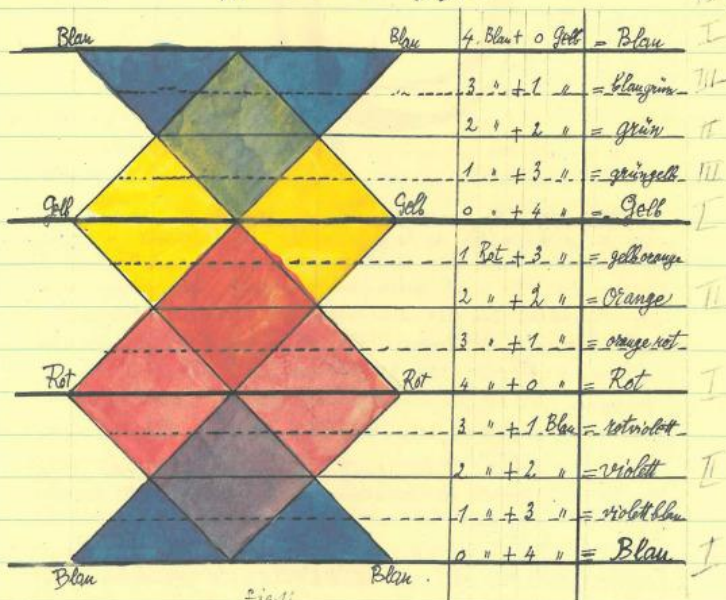 Blau Blau 4 Blau + 0 Gelb = Blau I
3 " + 1 " = blaugrün III
2 " + 2 " = grün II
1 " + 3 " = grüngelb III
Gelb Gelb 0 " + 4 " = Gelb I
1 Rot + 3 " = gelborange
2 " + 2 " = Orange II
3 " + 1 " = orangerot
Rot Rot 4 " + 0 " = Rot I
3 " + 1 Blau = rotviolett
2 " + 2 " = violett II
1 " + 3 " = violettblau
0 " + 4 " = Blau I
Blau Blau.